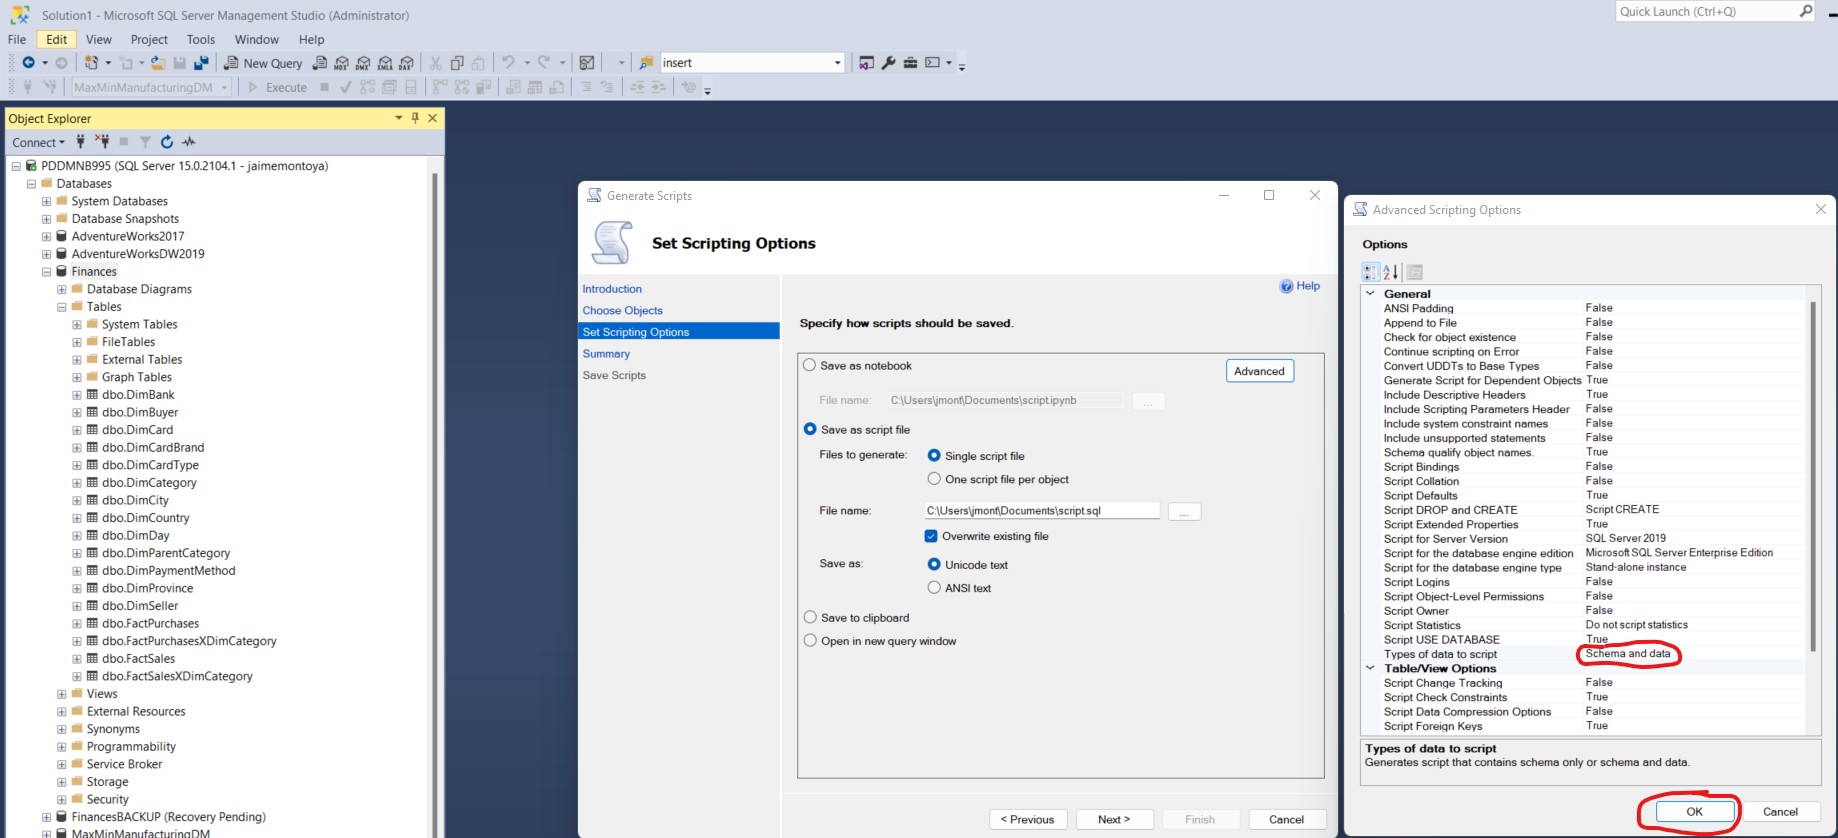 Solution1 - Microsoft SQL Server Management Studio (Administrator)
Quick Launch (Ctrl+Q)
File Edit View Project Tools Window Help
New Query MDX DMX XMLA DAX insert
MaxMinManufacturingDM Execute
Object Explorer
Connect
PDDMNB995 (SQL Server 15.0.2104.1 - jaimemontoya)
Databases
System Databases
Database Snapshots
AdventureWorks2017
AdventureWorksDW2019
Finances
Database Diagrams
Tables
System Tables
FileTables
External Tables
Graph Tables
dbo.DimBank
dbo.DimBuyer
dbo.DimCard
dbo.DimCardBrand
dbo.DimCardType
dbo.DimCategory
dbo.DimCity
dbo.DimCountry
dbo.DimDay
dbo.DimParentCategory
dbo.DimPaymentMethod
dbo.DimProvince
dbo.DimSeller
dbo.FactPurchases
dbo.FactPurchasesXDimCategory
dbo.FactSales
dbo.FactSalesXDimCategory
Views
External Resources
Synonyms
Programmability
Service Broker
Storage
Security
FinancesBACKUP (Recovery Pending)
MaxMinManufacturingDM
Generate Scripts
Set Scripting Options
Introduction
Choose Objects
Set Scripting Options
Summary
Save Scripts
Help
Specify how scripts should be saved.
Save as notebook
Advanced
File name: C:\Users\jmont\Documents\script.ipynb ...
Save as script file
Files to generate: Single script file
One script file per object
File name: C:\Users\jmont\Documents\script.sql ...
Overwrite existing file
Save as: Unicode text
ANSI text
Save to clipboard
Open in new query window
< Previous Next > Finish Cancel
Advanced Scripting Options
Options
General
ANSI Padding False
Append to File False
Check for object existence False
Continue scripting on Error False
Convert UDDTs to Base Types False
Generate Script for Dependent Objects True
Include Descriptive Headers True
Include Scripting Parameters Header False
Include system constraint names False
Include unsupported statements False
Schema qualify object names. True
Script Bindings False
Script Collation False
Script Defaults True
Script DROP and CREATE Script CREATE
Script Extended Properties True
Script for Server Version SQL Server 2019
Script for the database engine edition Microsoft SQL Server Enterprise Edition
Script for the database engine type Stand-alone instance
Script Logins False
Script Object-Level Permissions False
Script Owner False
Script Statistics Do not script statistics
Script USE DATABASE True
Types of data to script Schema and data
Table/View Options
Script Change Tracking False
Script Check Constraints True
Script Data Compression Options False
Script Foreign Keys True
Types of data to script
Generates script that contains schema only or schema and data.
OK Cancel